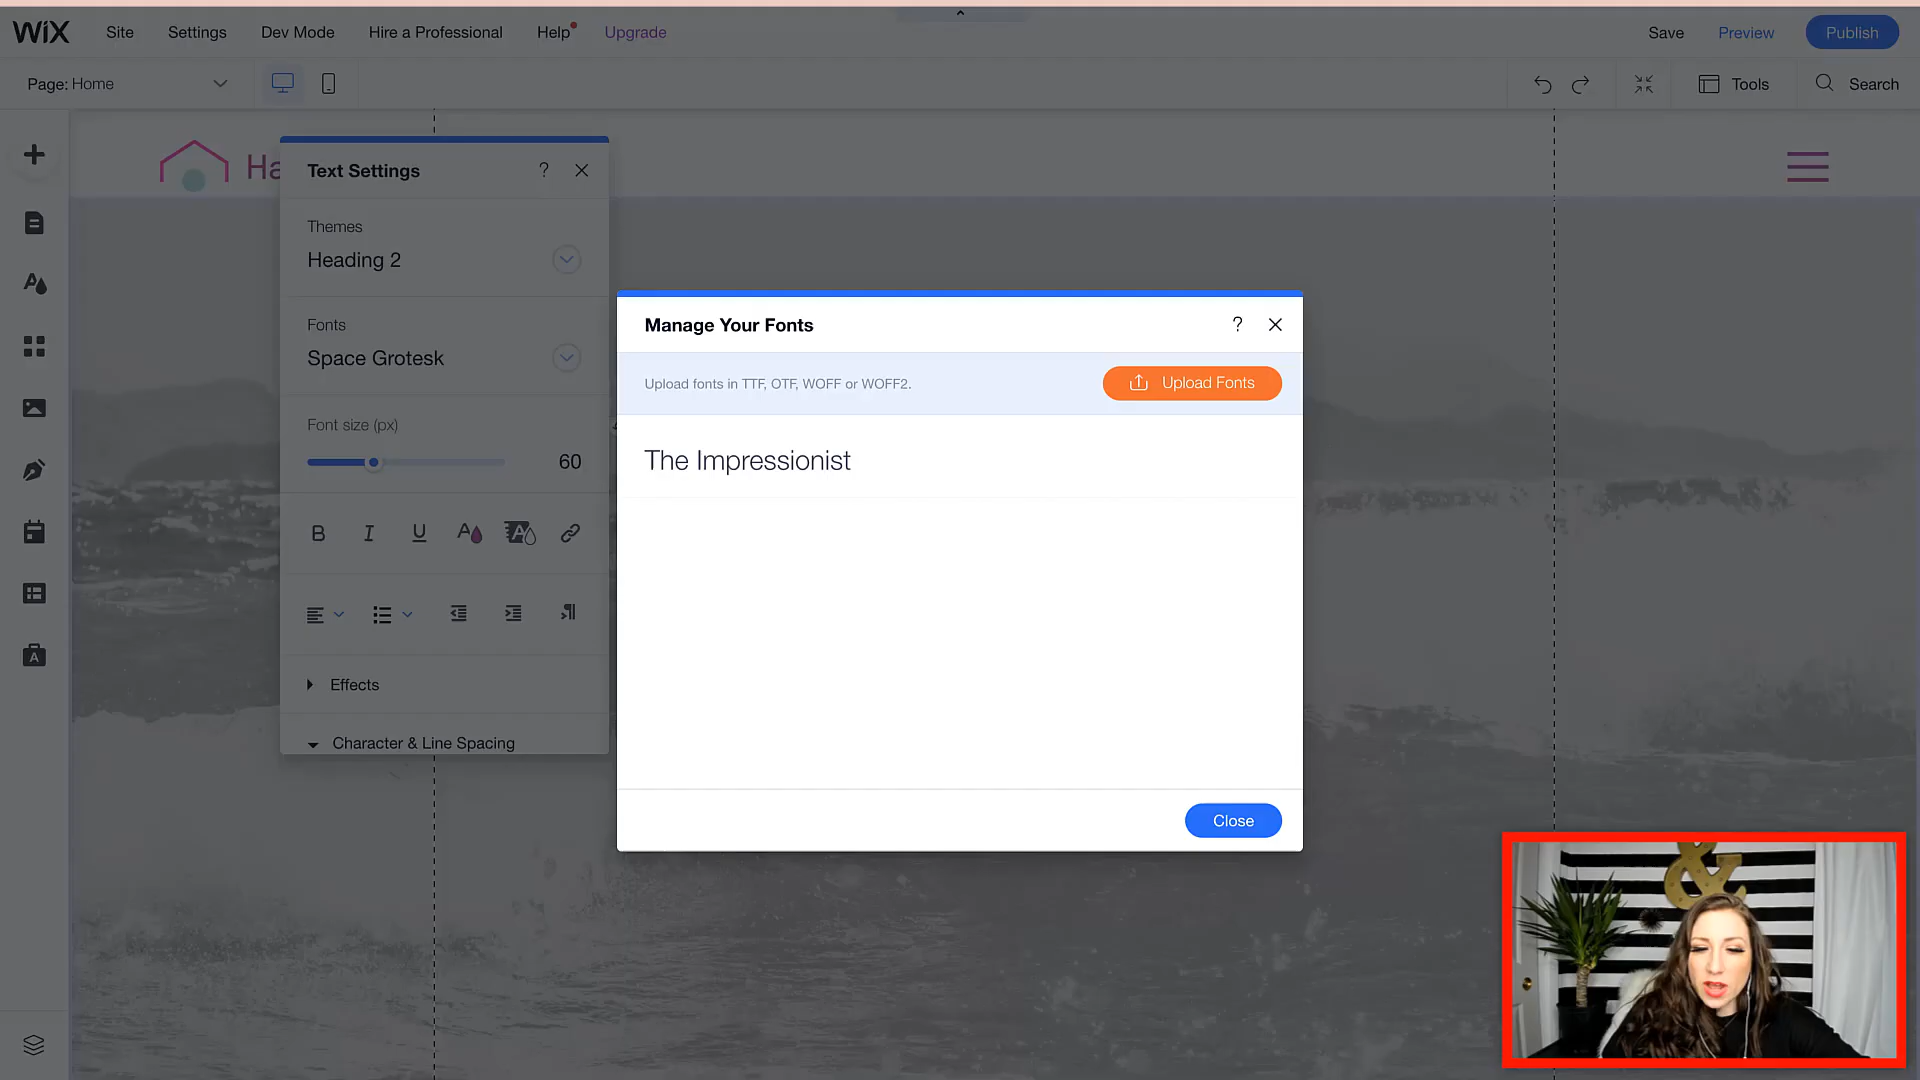 WiX Site Settings Dev Mode Hire a Professional Help Upgrade Save Preview Publish
Page: Home Tools Search
Ha
Text Settings ?
Themes
Heading 2
Fonts
Space Grotesk
Font size (px)
60
B I U A A
Effects
Character & Line Spacing
Manage Your Fonts ?
Upload fonts in TTF, OTF, WOFF or WOFF2. Upload Fonts
The Impressionist
Close
&